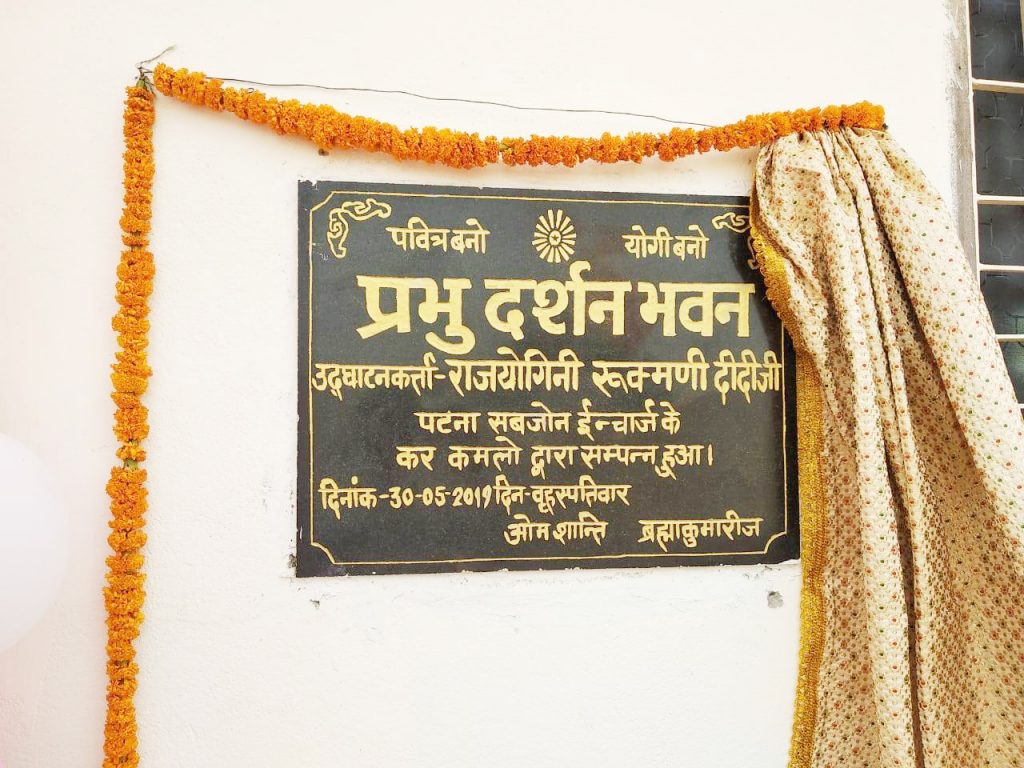 पवित्र बनो योगी बनो
प्रभु दर्शन भवन
उद्घाटनकर्त्ता-राजयोगिनी रूकमणी दीदीजी
पटना सबजोन ईन्चार्ज के
कर कमलो द्वारा सम्पन्न हुआ।
दिनांक-30-05-2019 दिन-वृहस्पतिवार
ओम शान्ति ब्रह्माकुमारीज